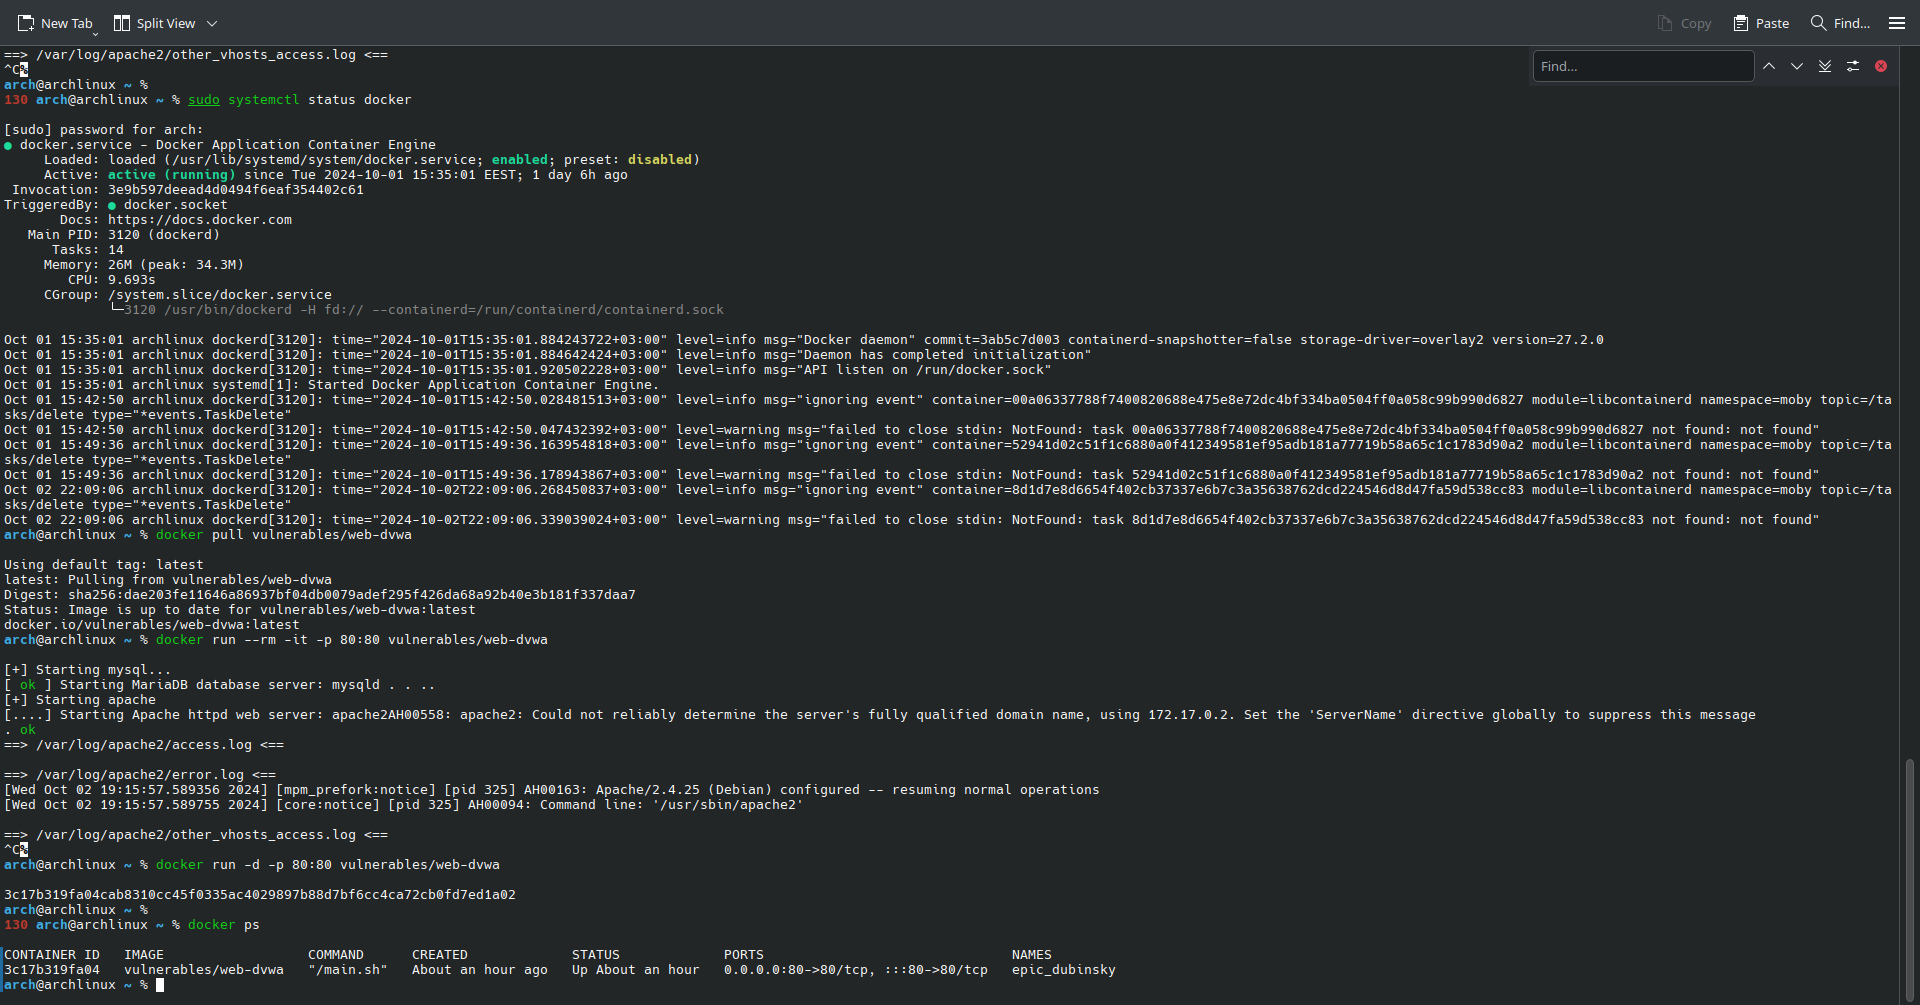 New Tab Split View Copy Paste Find...
==> /var/log/apache2/other_vhosts_access.log <==
Find...
^C%
arch@archlinux ~ %
130 arch@archlinux ~ % sudo systemctl status docker
[sudo] password for arch:
● docker.service - Docker Application Container Engine
Loaded: loaded (/usr/lib/systemd/system/docker.service; enabled; preset: disabled)
Active: active (running) since Tue 2024-10-01 15:35:01 EEST; 1 day 6h ago
Invocation: 3e9b597deead4d0494f6eaf354402c61
TriggeredBy: ● docker.socket
Docs: https://docs.docker.com
Main PID: 3120 (dockerd)
Tasks: 14
Memory: 26M (peak: 34.3M)
CPU: 9.693s
CGroup: /system.slice/docker.service
└─3120 /usr/bin/dockerd -H fd:// --containerd=/run/containerd/containerd.sock
Oct 01 15:35:01 archlinux dockerd[3120]: time="2024-10-01T15:35:01.884243722+03:00" level=info msg="Docker daemon" commit=3ab5c7d003 containerd-snapshotter=false storage-driver=overlay2 version=27.2.0
Oct 01 15:35:01 archlinux dockerd[3120]: time="2024-10-01T15:35:01.884642424+03:00" level=info msg="Daemon has completed initialization"
Oct 01 15:35:01 archlinux dockerd[3120]: time="2024-10-01T15:35:01.920502228+03:00" level=info msg="API listen on /run/docker.sock"
Oct 01 15:35:01 archlinux systemd[1]: Started Docker Application Container Engine.
Oct 01 15:42:50 archlinux dockerd[3120]: time="2024-10-01T15:42:50.028481513+03:00" level=info msg="ignoring event" container=00a06337788f7400820688e475e8e72dc4bf334ba0504ff0a058c99b990d6827 module=libcontainerd namespace=moby topic=/ta
sks/delete type="*events.TaskDelete"
Oct 01 15:42:50 archlinux dockerd[3120]: time="2024-10-01T15:42:50.047432392+03:00" level=warning msg="failed to close stdin: NotFound: task 00a06337788f7400820688e475e8e72dc4bf334ba0504ff0a058c99b990d6827 not found: not found"
Oct 01 15:49:36 archlinux dockerd[3120]: time="2024-10-01T15:49:36.163954818+03:00" level=info msg="ignoring event" container=52941d02c51f1c6880a0f412349581ef95adb181a77719b58a65c1c1783d90a2 module=libcontainerd namespace=moby topic=/ta
sks/delete type="*events.TaskDelete"
Oct 01 15:49:36 archlinux dockerd[3120]: time="2024-10-01T15:49:36.178943867+03:00" level=warning msg="failed to close stdin: NotFound: task 52941d02c51f1c6880a0f412349581ef95adb181a77719b58a65c1c1783d90a2 not found: not found"
Oct 02 22:09:06 archlinux dockerd[3120]: time="2024-10-02T22:09:06.268450837+03:00" level=info msg="ignoring event" container=8d1d7e8d6654f402cb37337e6b7c3a35638762dcd224546d8d47fa59d538cc83 module=libcontainerd namespace=moby topic=/ta
sks/delete type="*events.TaskDelete"
Oct 02 22:09:06 archlinux dockerd[3120]: time="2024-10-02T22:09:06.339039024+03:00" level=warning msg="failed to close stdin: NotFound: task 8d1d7e8d6654f402cb37337e6b7c3a35638762dcd224546d8d47fa59d538cc83 not found: not found"
arch@archlinux ~ % docker pull vulnerables/web-dvwa
Using default tag: latest
latest: Pulling from vulnerables/web-dvwa
Digest: sha256:dae203fe11646a86937bf04db0079adef295f426da68a92b40e3b181f337daa7
Status: Image is up to date for vulnerables/web-dvwa:latest
docker.io/vulnerables/web-dvwa:latest
arch@archlinux ~ % docker run --rm -it -p 80:80 vulnerables/web-dvwa
[+] Starting mysql...
[ ok ] Starting MariaDB database server: mysqld . . ..
[+] Starting apache
[....] Starting Apache httpd web server: apache2AH00558: apache2: Could not reliably determine the server's fully qualified domain name, using 172.17.0.2. Set the 'ServerName' directive globally to suppress this message
. ok
==> /var/log/apache2/access.log <==
==> /var/log/apache2/error.log <==
[Wed Oct 02 19:15:57.589356 2024] [mpm_prefork:notice] [pid 325] AH00163: Apache/2.4.25 (Debian) configured -- resuming normal operations
[Wed Oct 02 19:15:57.589755 2024] [core:notice] [pid 325] AH00094: Command line: '/usr/sbin/apache2'
==> /var/log/apache2/other_vhosts_access.log <==
^C%
arch@archlinux ~ % docker run -d -p 80:80 vulnerables/web-dvwa
3c17b319fa04cab8310cc45f0335ac4029897b88d7bf6cc4ca72cb0fd7ed1a02
arch@archlinux ~ %
130 arch@archlinux ~ % docker ps
CONTAINER ID IMAGE COMMAND CREATED STATUS PORTS NAMES
3c17b319fa04 vulnerables/web-dvwa "/main.sh" About an hour ago Up About an hour 0.0.0.0:80->80/tcp, :::80->80/tcp epic_dubinsky
arch@archlinux ~ %